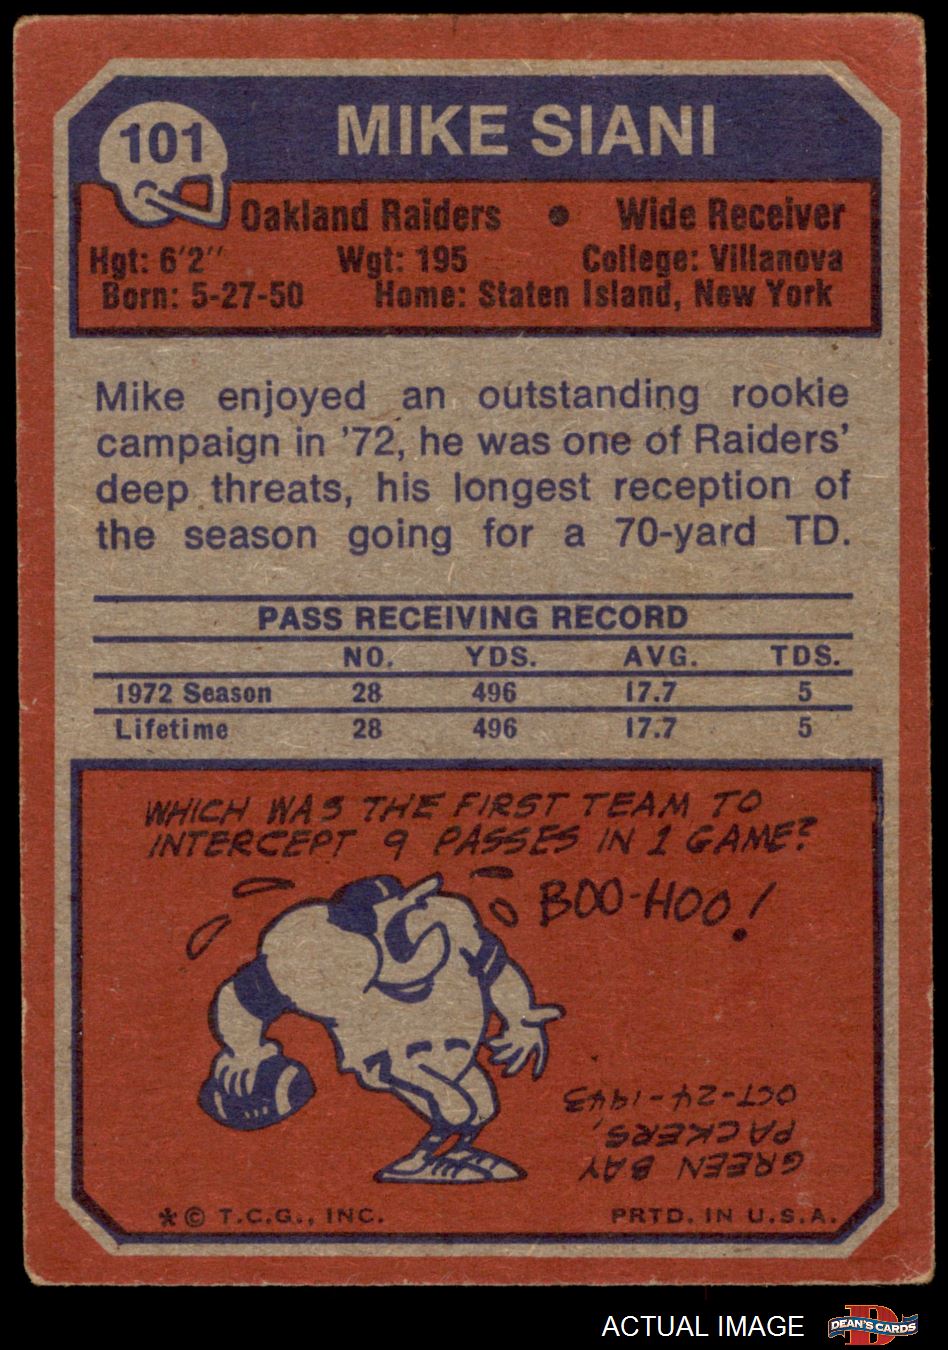 101
MIKE SIANI
Oakland Raiders • Wide Receiver
Hgt: 6'2" Wgt: 195 College: Villanova
Born: 5-27-50 Home: Staten Island, New York
Mike enjoyed an outstanding rookie
campaign in '72, he was one of Raiders'
deep threats, his longest reception of
the season going for a 70-yard TD.
PASS RECEIVING RECORD
NO. YDS. AVG. TDS.
1972 Season 28 496 17.7 5
Lifetime 28 496 17.7 5
WHICH WAS THE FIRST TEAM TO
INTERCEPT 9 PASSES IN 1 GAME?
BOO-HOO!
GREEN BAY
PACKERS,
OCT-24-1943
*© T.C.G., INC. PRTD. IN U.S.A.
ACTUAL IMAGE
DEAN'S CARDS